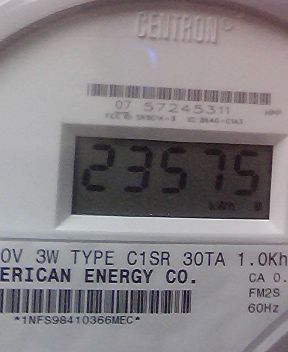 CENTRON®
07 57245311
23575
kWh
0V 3W TYPE C1SR 30TA 1.0Kh
ERICAN ENERGY CO.
CA 0.
FM2S
60Hz
*1NFS98410366MEC*